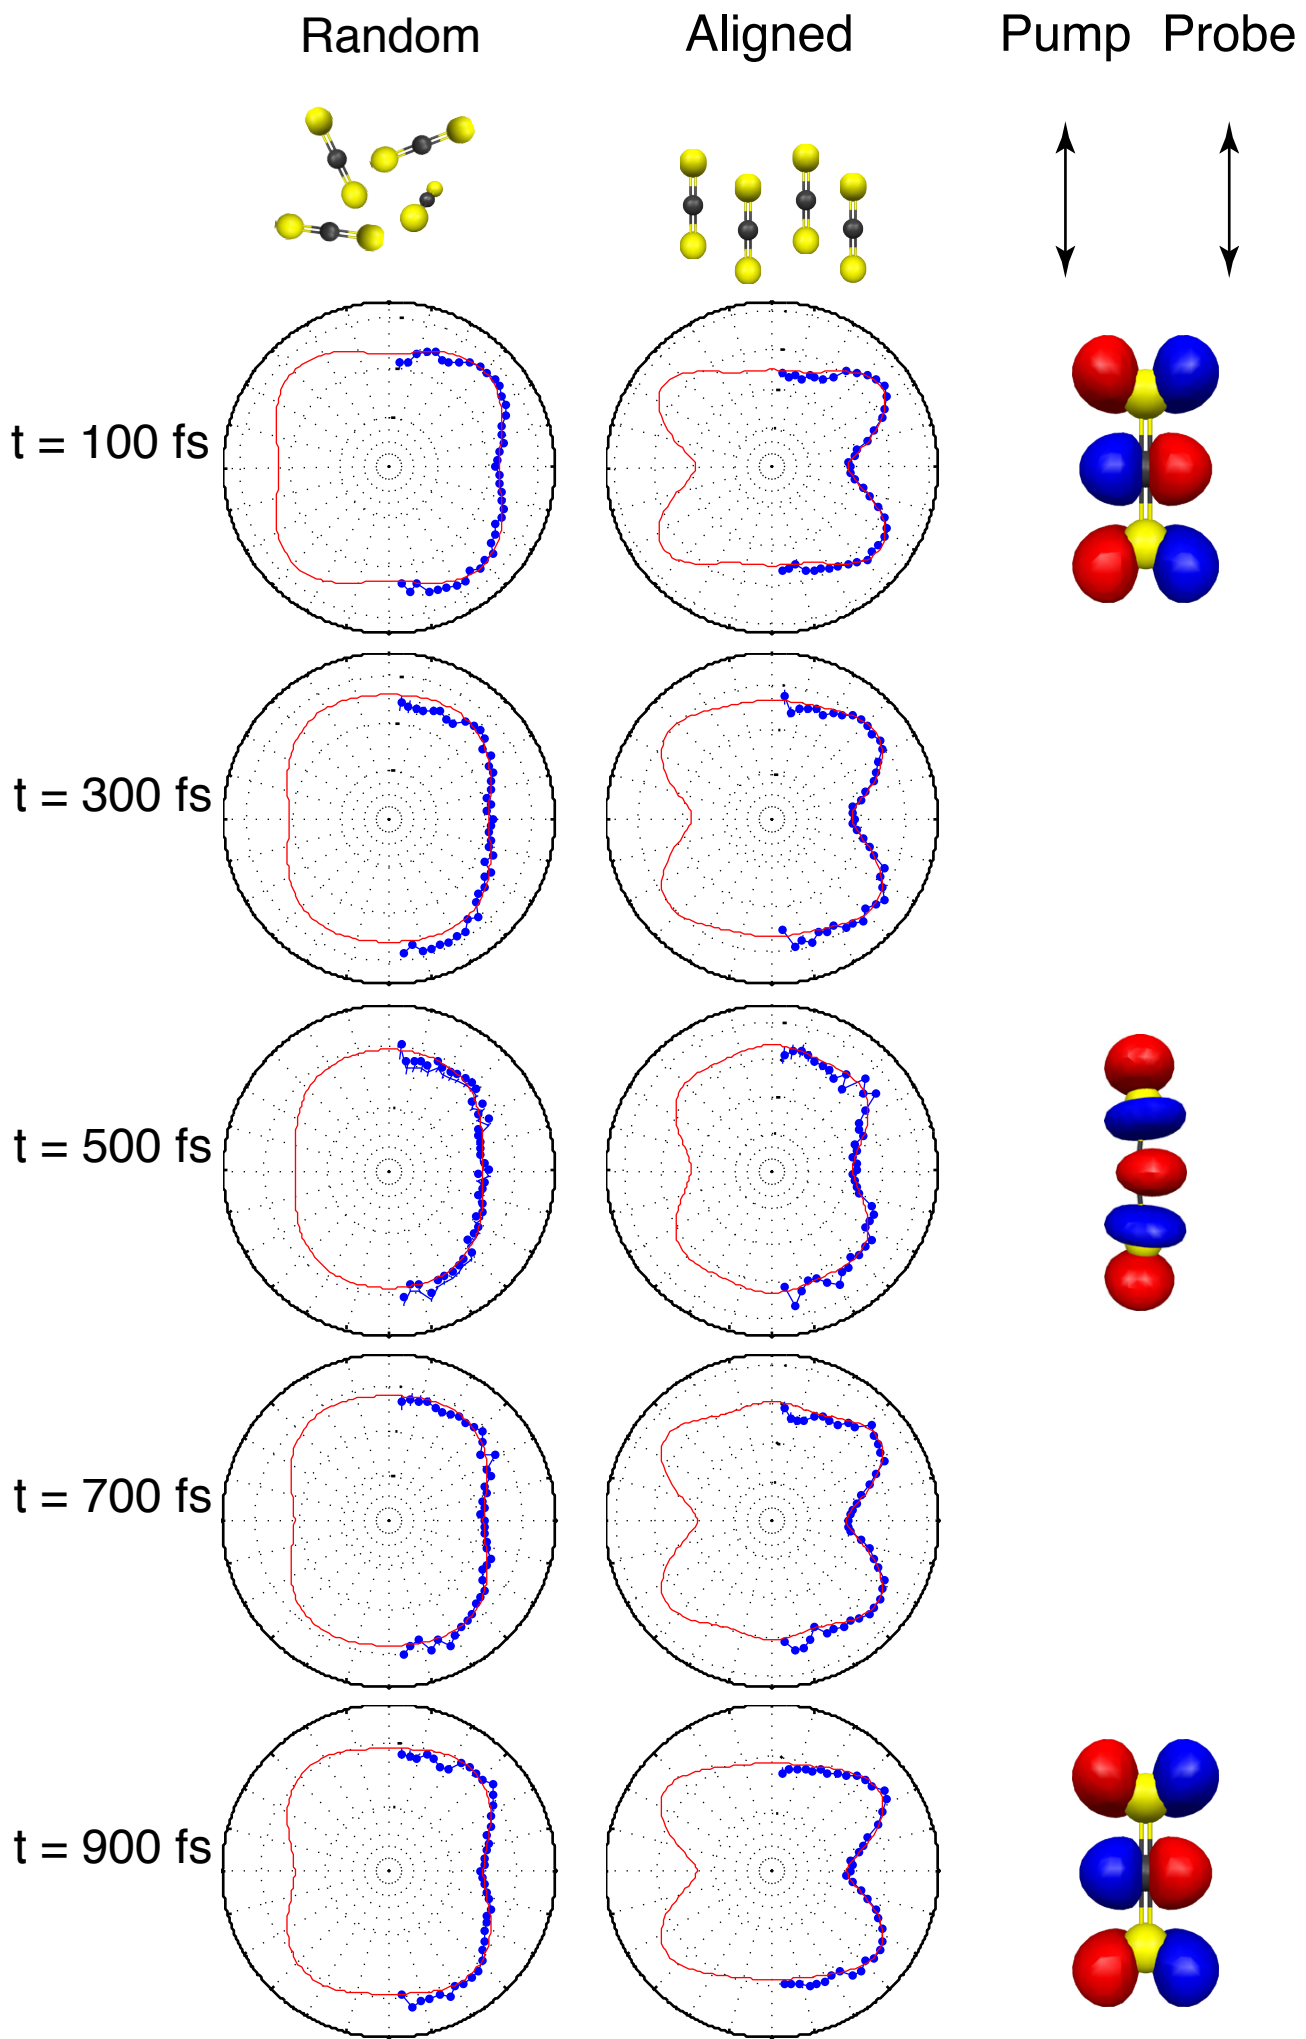 Random Aligned Pump Probe
t = 100 fs
t = 300 fs
t = 500 fs
t = 700 fs
t = 900 fs